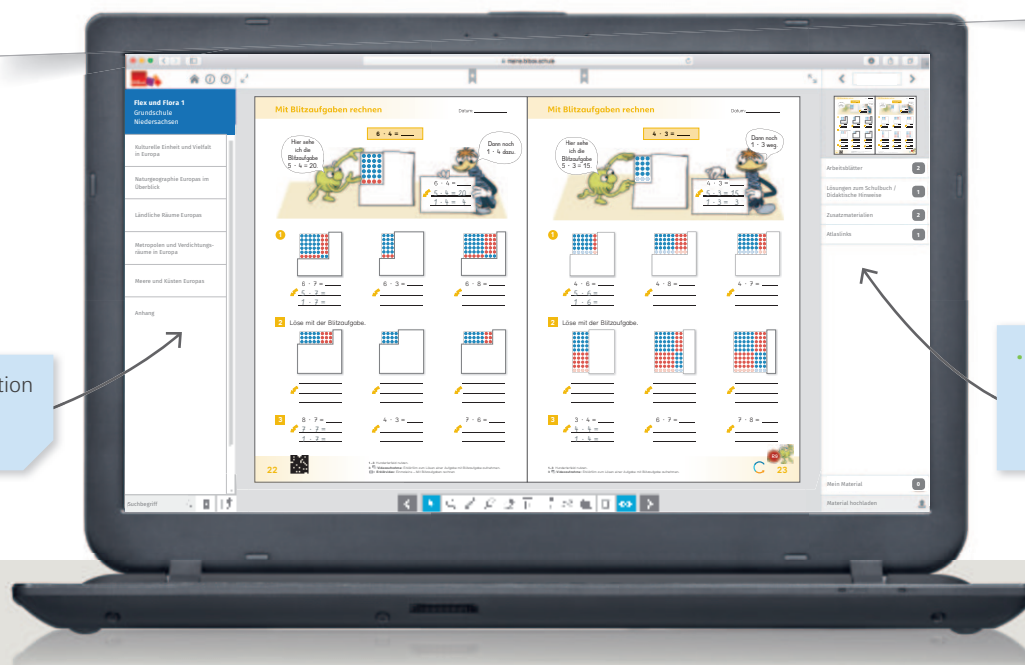 Flex und Flora 1
Grundschule
Niedersachsen
Kulturelle Einheit und Vielfalt
in Europa
Naturgeographie Europas im
Überblick
Ländliche Räume Europas
Metropolen und Verdichtungs-
räume in Europa
Meere und Küsten Europas
Anhang
Suchbegriff
tion
Mit Blitzaufgaben rechnen
Datum:
6 · 4 =
Hier sehe
ich die
Blitzaufgabe
5 · 4 = 20.
Dann noch
1 · 4 dazu.
6 · 4 =
5 · 4 = 20
1 · 4 = 4
1
6 · 7 =
6 · 3 =
6 · 8 =
5 · 7 =
1 · 7 =
2 Löse mit der Blitzaufgabe.
3
8 · 7 =
4 · 3 =
7 · 6 =
7 · 7 =
1 · 7 =
22
Mit Blitzaufgaben rechnen
Datum:
4 · 3 =
Hier sehe
ich die
Blitzaufgabe
5 · 3 = 15.
Dann noch
1 · 3 weg.
4 · 3 =
5 · 3 = 15
1 · 3 = 3
1
4 · 6 =
4 · 8 =
4 · 7 =
5 · 6 =
1 · 6 =
2 Löse mit der Blitzaufgabe.
3
3 · 4 =
6 · 7 =
7 · 8 =
4 · 4 =
1 · 4 =
23
Arbeitsblätter 2
Lösungen zum Schulbuch /
Didaktische Hinweise 1
Zusatzmaterialien 2
Atlaslinks 1
Mein Material 0
Material hochladen